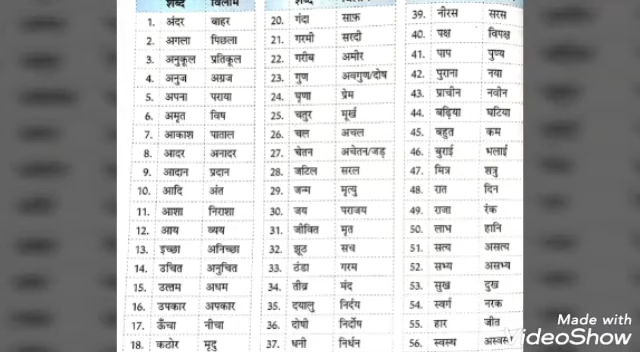 शब्द विलोम
1. अंदर बाहर
2. अगला पिछला
3. अनुकूल प्रतिकूल
4. अनुज अग्रज
5. अपना पराया
6. अमृत विष
7. आकाश पाताल
8. आदर अनादर
9. आदान प्रदान
10. आदि अंत
11. आशा निराशा
12. आय व्यय
13. इच्छा अनिच्छा
14. उचित अनुचित
15. उत्तम अधम
16. उपकार अपकार
17. ऊँचा नीचा
18. कठोर मृदु
शब्द
20. गंदा साफ़
21. गरमी सरदी
22. गरीब अमीर
23. गुण अवगुण/दोष
24. घृणा प्रेम
25. चतुर मूर्ख
26. चल अचल
27. चेतन अचेतन/जड़
28. जटिल सरल
29. जन्म मृत्यु
30. जय पराजय
31. जीवित मृत
32. झूठ सच
33. ठंडा गरम
34. तीव्र मंद
35. दयालु निर्दय
36. दोषी निर्दोष
37. धनी निर्धन
39. नीरस सरस
40. पक्ष विपक्ष
41. पाप पुण्य
42. पुराना नया
43. प्राचीन नवीन
44. बढ़िया घटिया
45. बहुत कम
46. बुराई भलाई
47. मित्र शत्रु
48. रात दिन
49. राजा रंक
50. लाभ हानि
51. सत्य असत्य
52. सभ्य असभ्य
53. सुख दुख
54. स्वर्ग नरक
55. हार जीत
56. स्वस्थ
Made with
VideoShow